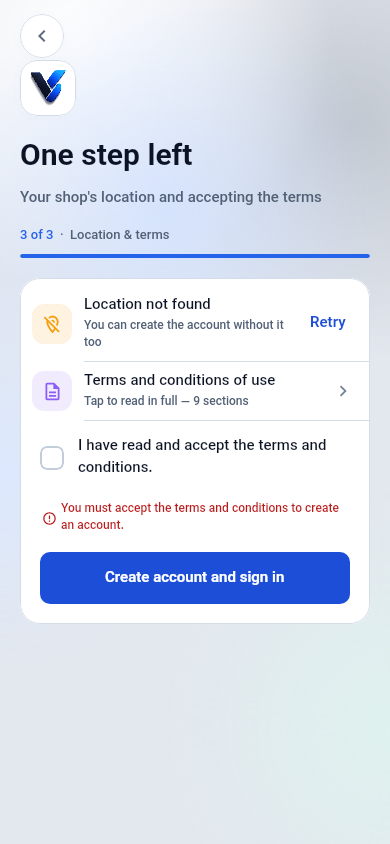 One step left
Your shop's location and accepting the terms
3 of 3 · Location & terms
Location not found
You can create the account without it
too
Retry
Terms and conditions of use
Tap to read in full — 9 sections
I have read and accept the terms and
conditions.
You must accept the terms and conditions to create
an account.
Create account and sign in